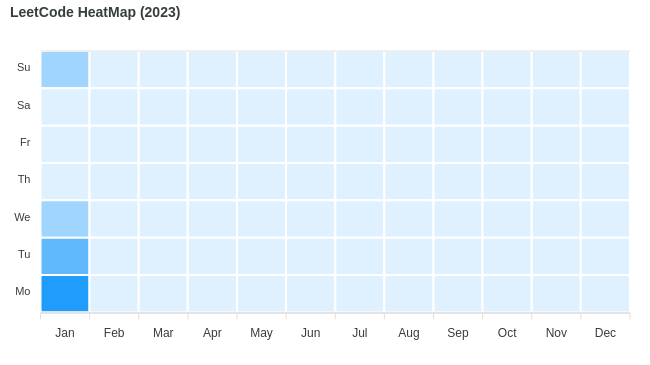 LeetCode HeatMap (2023)
Su
Sa
Fr
Th
We
Tu
Mo
Jan Feb Mar Apr May Jun Jul Aug Sep Oct Nov Dec